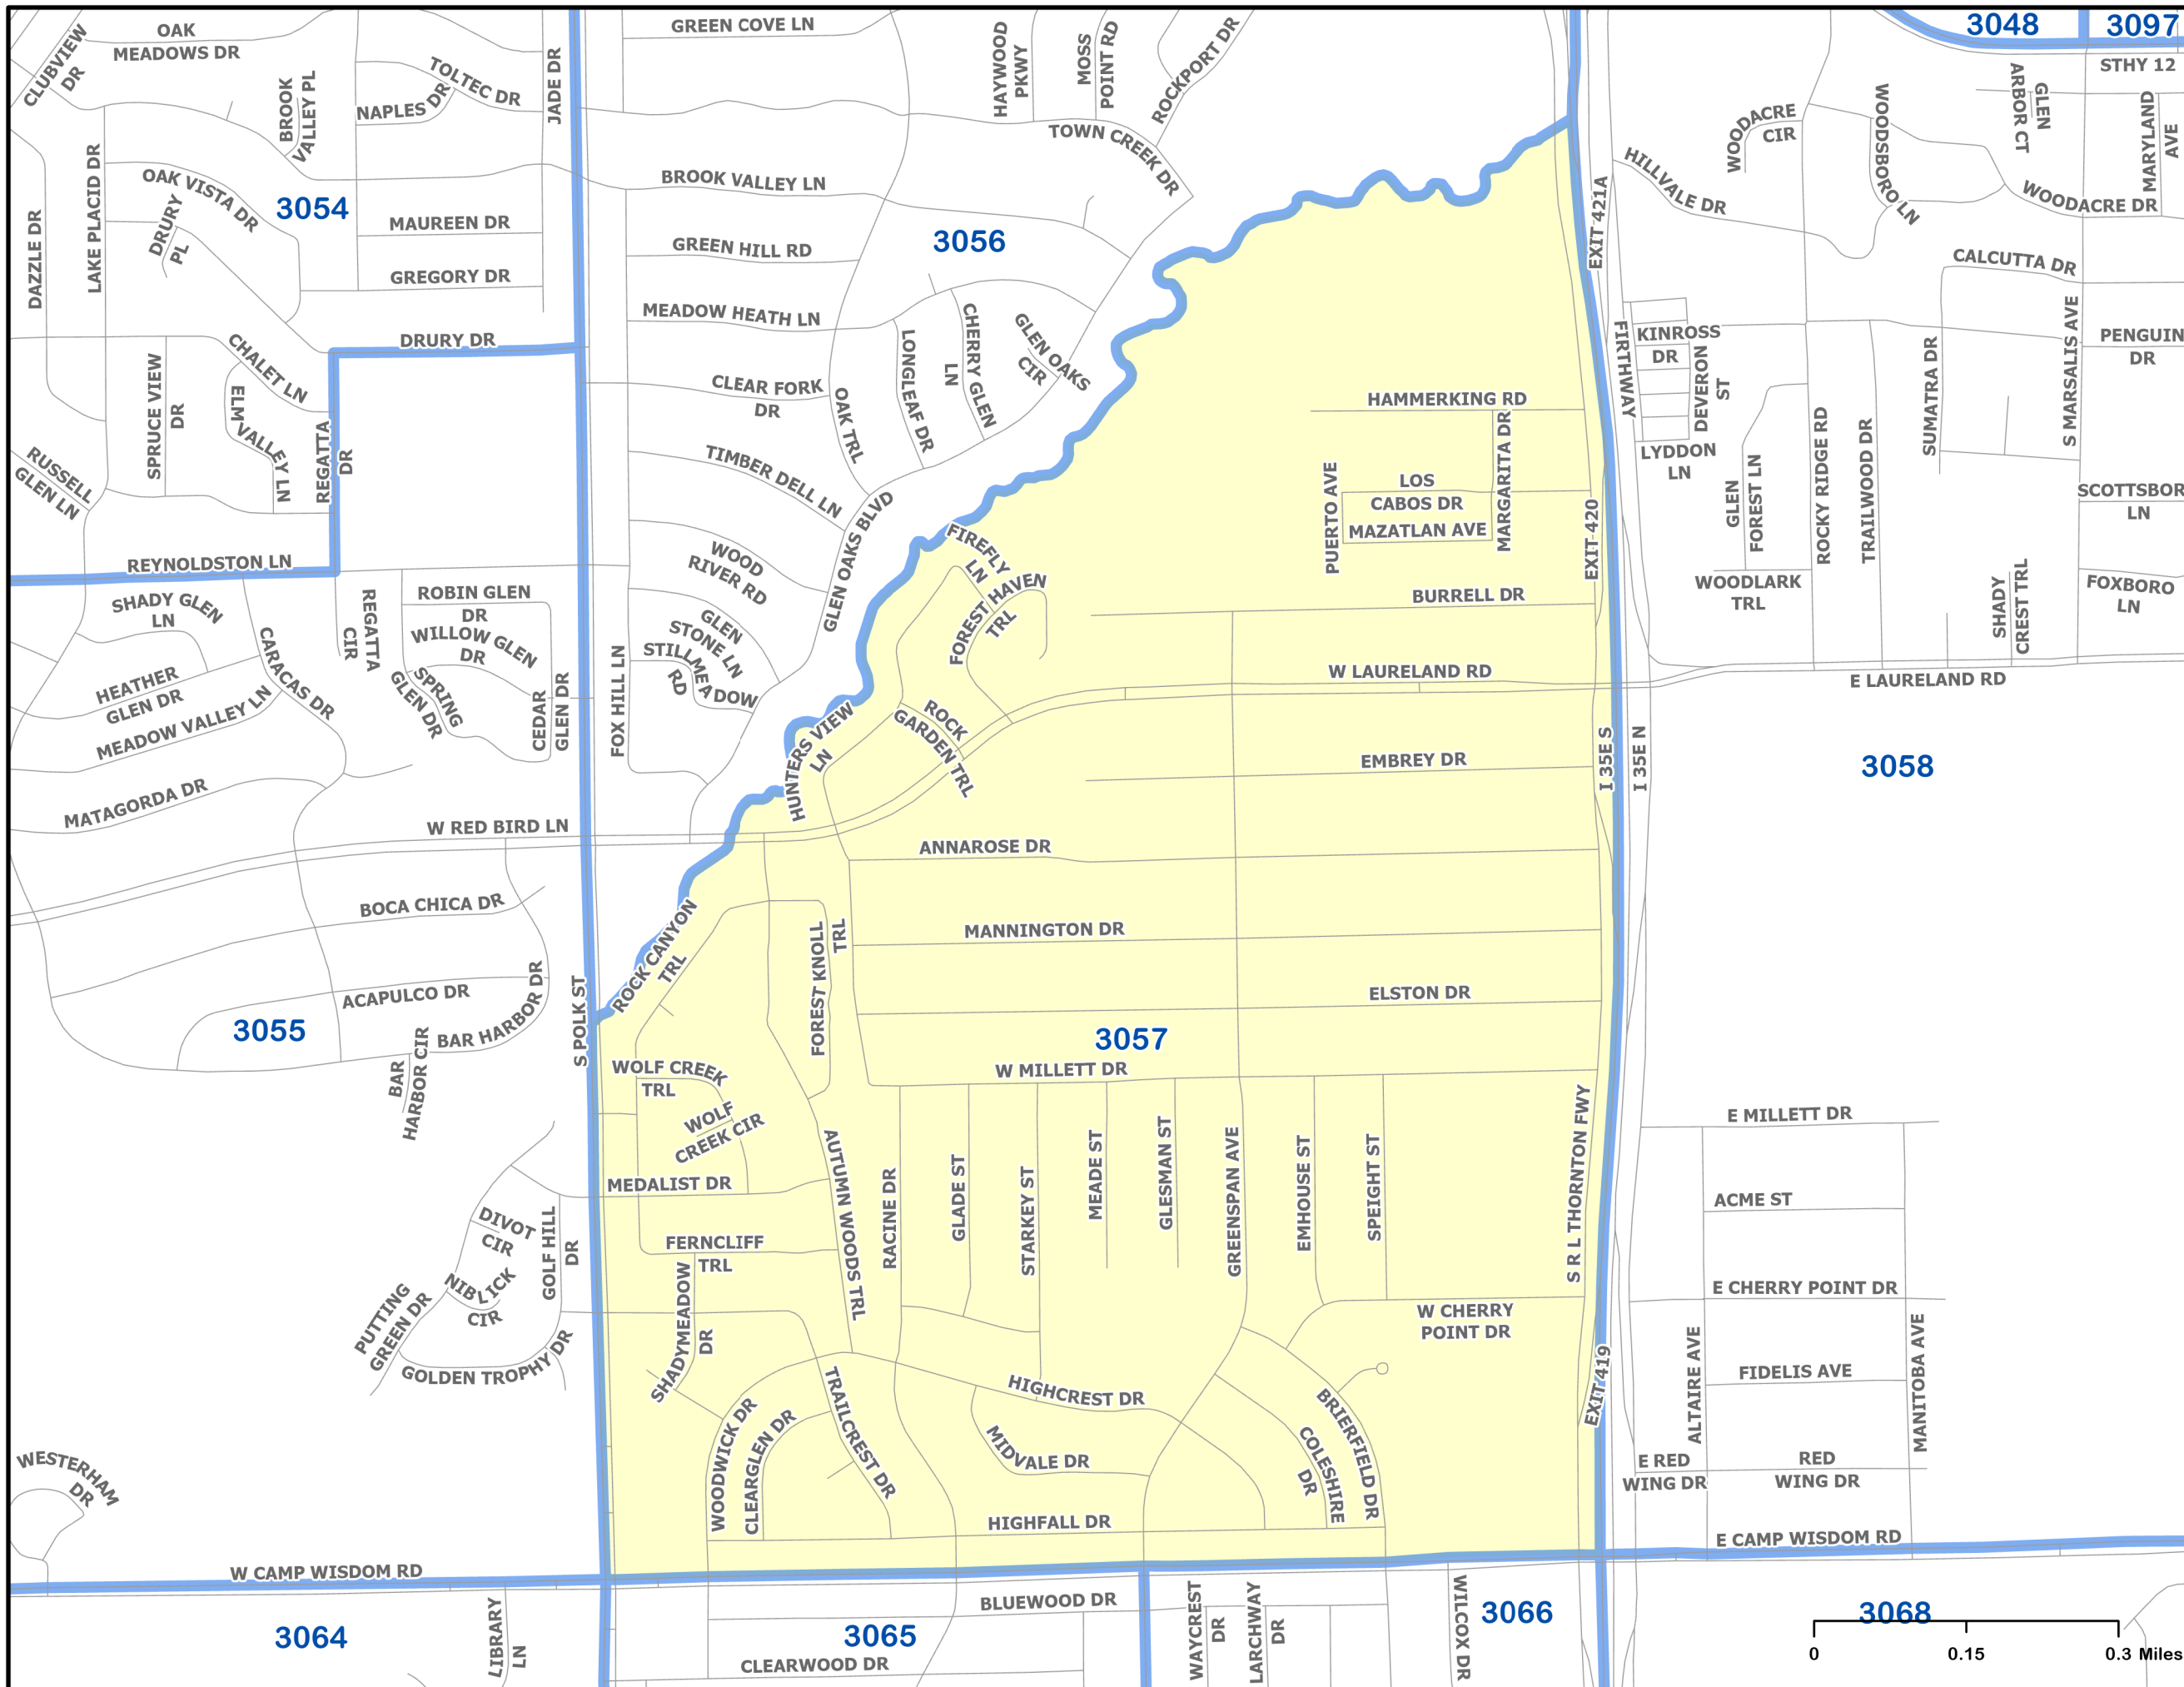 OAK
MEADOWS DR
CLUBVIEW
DR
TOLTEC DR
NAPLES DR
BROOK
VALLEY PL
JADE DR
GREEN COVE LN
HAYWOOD
PKWY
MOSS
POINT RD
ROCKPORT DR
TOWN CREEK DR
3048
3097
STHY 12
ARBOR CT
GLEN
MARYLAND
AVE
WOODACRE
CIR
WOODSBORO LN
HILLVALE DR
WOODACRE DR
CALCUTTA DR
LAKE PLACID DR
DAZZLE DR
OAK VISTA DR
DRURY
PL
3054
MAUREEN DR
GREGORY DR
DRURY DR
BROOK VALLEY LN
GREEN HILL RD
3056
MEADOW HEATH LN
CLEAR FORK
DR
OAK TRL
LONGLEAF DR
CHERRY GLEN
LN
GLEN OAKS
CIR
EXIT 421A
FIRTHWAY
KINROSS
DR
DEVERON
ST
LYDDON
LN
SUMATRA DR
S MARSALIS AVE
PENGUIN
DR
SCOTTSBOR
LN
CHALET LN
SPRUCE VIEW
DR
ELM VALLEY LN
REGATTA
DR
RUSSELL
GLEN LN
TIMBER DELL LN
GLEN OAKS BLVD
HAMMERKING RD
MARGARITA DR
PUERTO AVE
LOS
CABOS DR
MAZATLAN AVE
EXIT 420
GLEN
FOREST LN
ROCKY RIDGE RD
TRAILWOOD DR
WOODLARK
TRL
SHADY
CREST TRL
FOXBORO
LN
REYNOLDSTON LN
SHADY GLEN
LN
ROBIN GLEN
DR
WILLOW GLEN
DR
REGATTA
CIR
CARACAS DR
SPRING
GLEN DR
CEDAR
GLEN DR
HEATHER
GLEN DR
MEADOW VALLEY LN
MATAGORDA DR
WOOD
RIVER RD
GLEN
STONE LN
STILLMEADOW
RD
FOX HILL LN
FIREFLY
LN
FOREST HAVEN
TRL
BURRELL DR
W LAURELAND RD
E LAURELAND RD
HUNTERS VIEW
LN
ROCK
GARDEN TRL
EMBREY DR
I 35E S
I 35E N
3058
W RED BIRD LN
ANNAROSE DR
BOCA CHICA DR
MANNINGTON DR
ROCK CANYON
TRL
FOREST KNOLL
TRL
ACAPULCO DR
ELSTON DR
3055
BAR HARBOR DR
BAR
HARBOR CIR
S POLK ST
3057
W MILLETT DR
WOLF CREEK
TRL
WOLF
CREEK CIR
E MILLETT DR
MEDALIST DR
AUTUMN WOODS TRL
RACINE DR
GLADE ST
STARKEY ST
MEADE ST
GLESMAN ST
GREENSPAN AVE
EMHOUSE ST
SPEIGHT ST
S R L THORNTON FWY
ACME ST
DIVOT
CIR
GOLF HILL
DR
FERNCLIFF
TRL
NIBLICK
CIR
PUTTING
GREEN DR
GOLDEN TROPHY DR
SHADYMEADOW
DR
W CHERRY
POINT DR
E CHERRY POINT DR
EXIT 419
ALTAIRE AVE
FIDELIS AVE
MANITOBA AVE
HIGHCREST DR
TRAILCREST DR
WOODWICK DR
CLEARGLEN DR
MIDVALE DR
COLESHIRE
DR
BRIERFIELD DR
E RED
WING DR
RED
WING DR
WESTERHAM
DR
HIGHFALL DR
E CAMP WISDOM RD
W CAMP WISDOM RD
BLUEWOOD DR
3064
LIBRARY
LN
3065
CLEARWOOD DR
WAYCREST
DR
LARCHWAY
DR
WILCOX DR
3066
3068
0
0.15
0.3 Miles